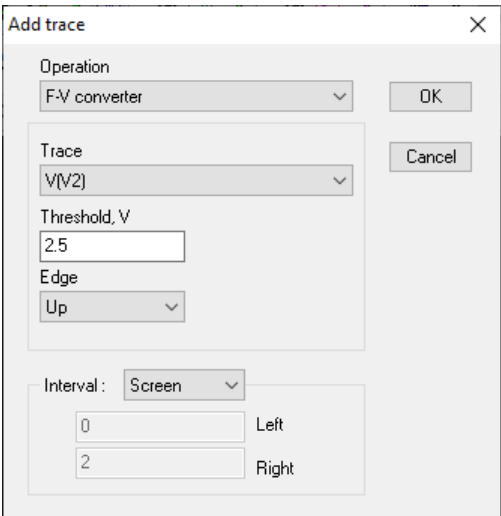 Add trace
Operation
F-V converter
OK
Trace
Cancel
V(V2)
Threshold, V
2.5
Edge
Up
Interval : Screen
0 Left
2 Right